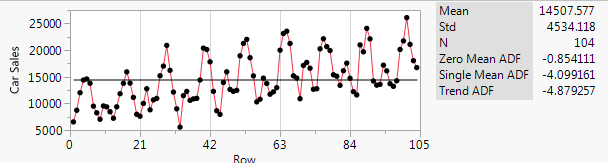 Car Sales
25000
20000
15000
10000
5000
0 21 42 63 84 105
Row
Mean 14507.577
Std 4534.118
N 104
Zero Mean ADF -0.854111
Single Mean ADF -4.099161
Trend ADF -4.879257